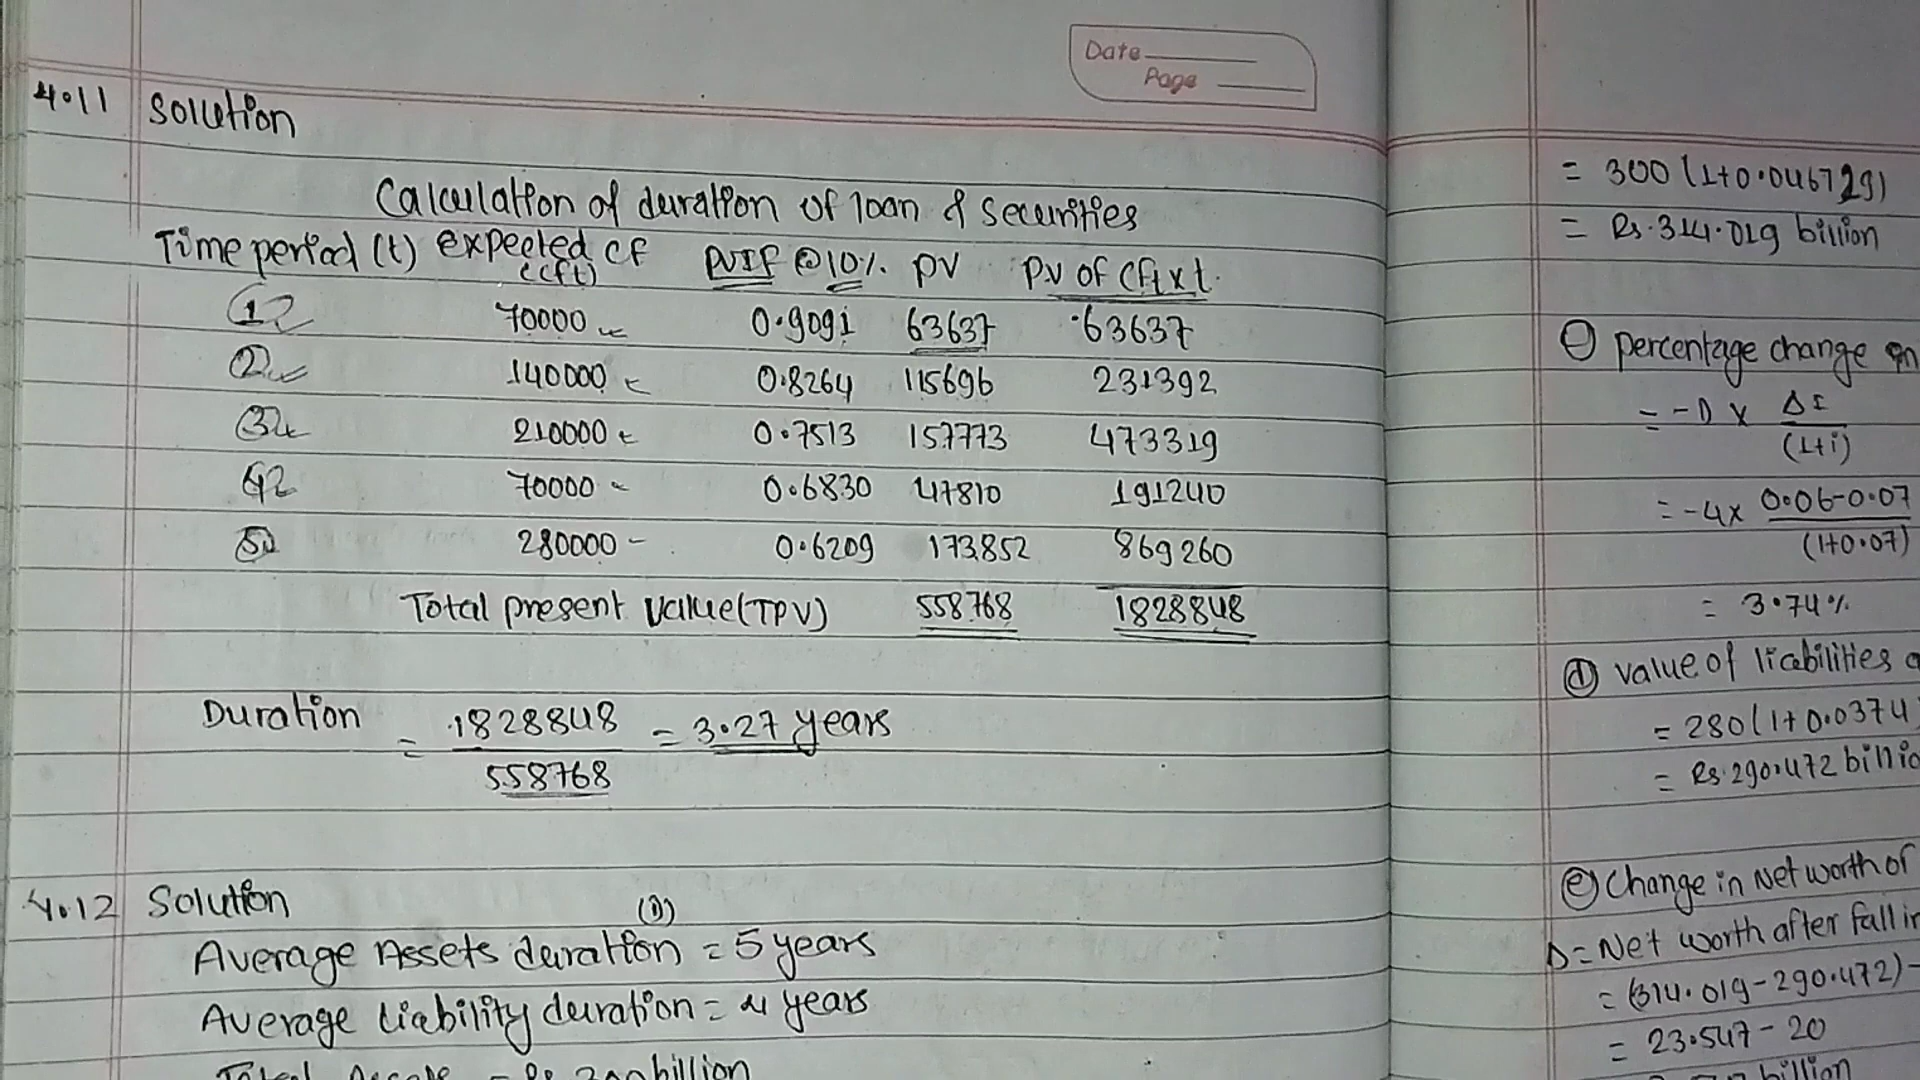 Date
Page
4.11 Solution
Calculation of duration of loan & securities
Time period (t) expected CF (cft) PVIF @10% PV P.V of CFt x t
1 70000 0.9091 63637 63637
2 140000 0.8264 115696 231392
3 210000 0.7513 157773 473319
4 70000 0.6830 47810 191240
5 280000 0.6209 173852 869260
Total present value (TPV) 558768 1828848
Duration = 1828848 / 558768 = 3.27 years
4.12 Solution
Average Assets duration = 5 years
Average Liability duration = 4 years
= 300 (1+0.046729)
= Rs.314.019 billion
percentage change in
= -D x ΔI
(1+i)
= -4x 0.06-0.07
(1+0.07)
= 3.74%
(d) value of liabilities
= 280(1+0.0374
= Rs.290.472
(e) Change in Net worth of
Δ = Net worth after fall in
= (314.019-290.472)-
= 23.547 - 20
billion